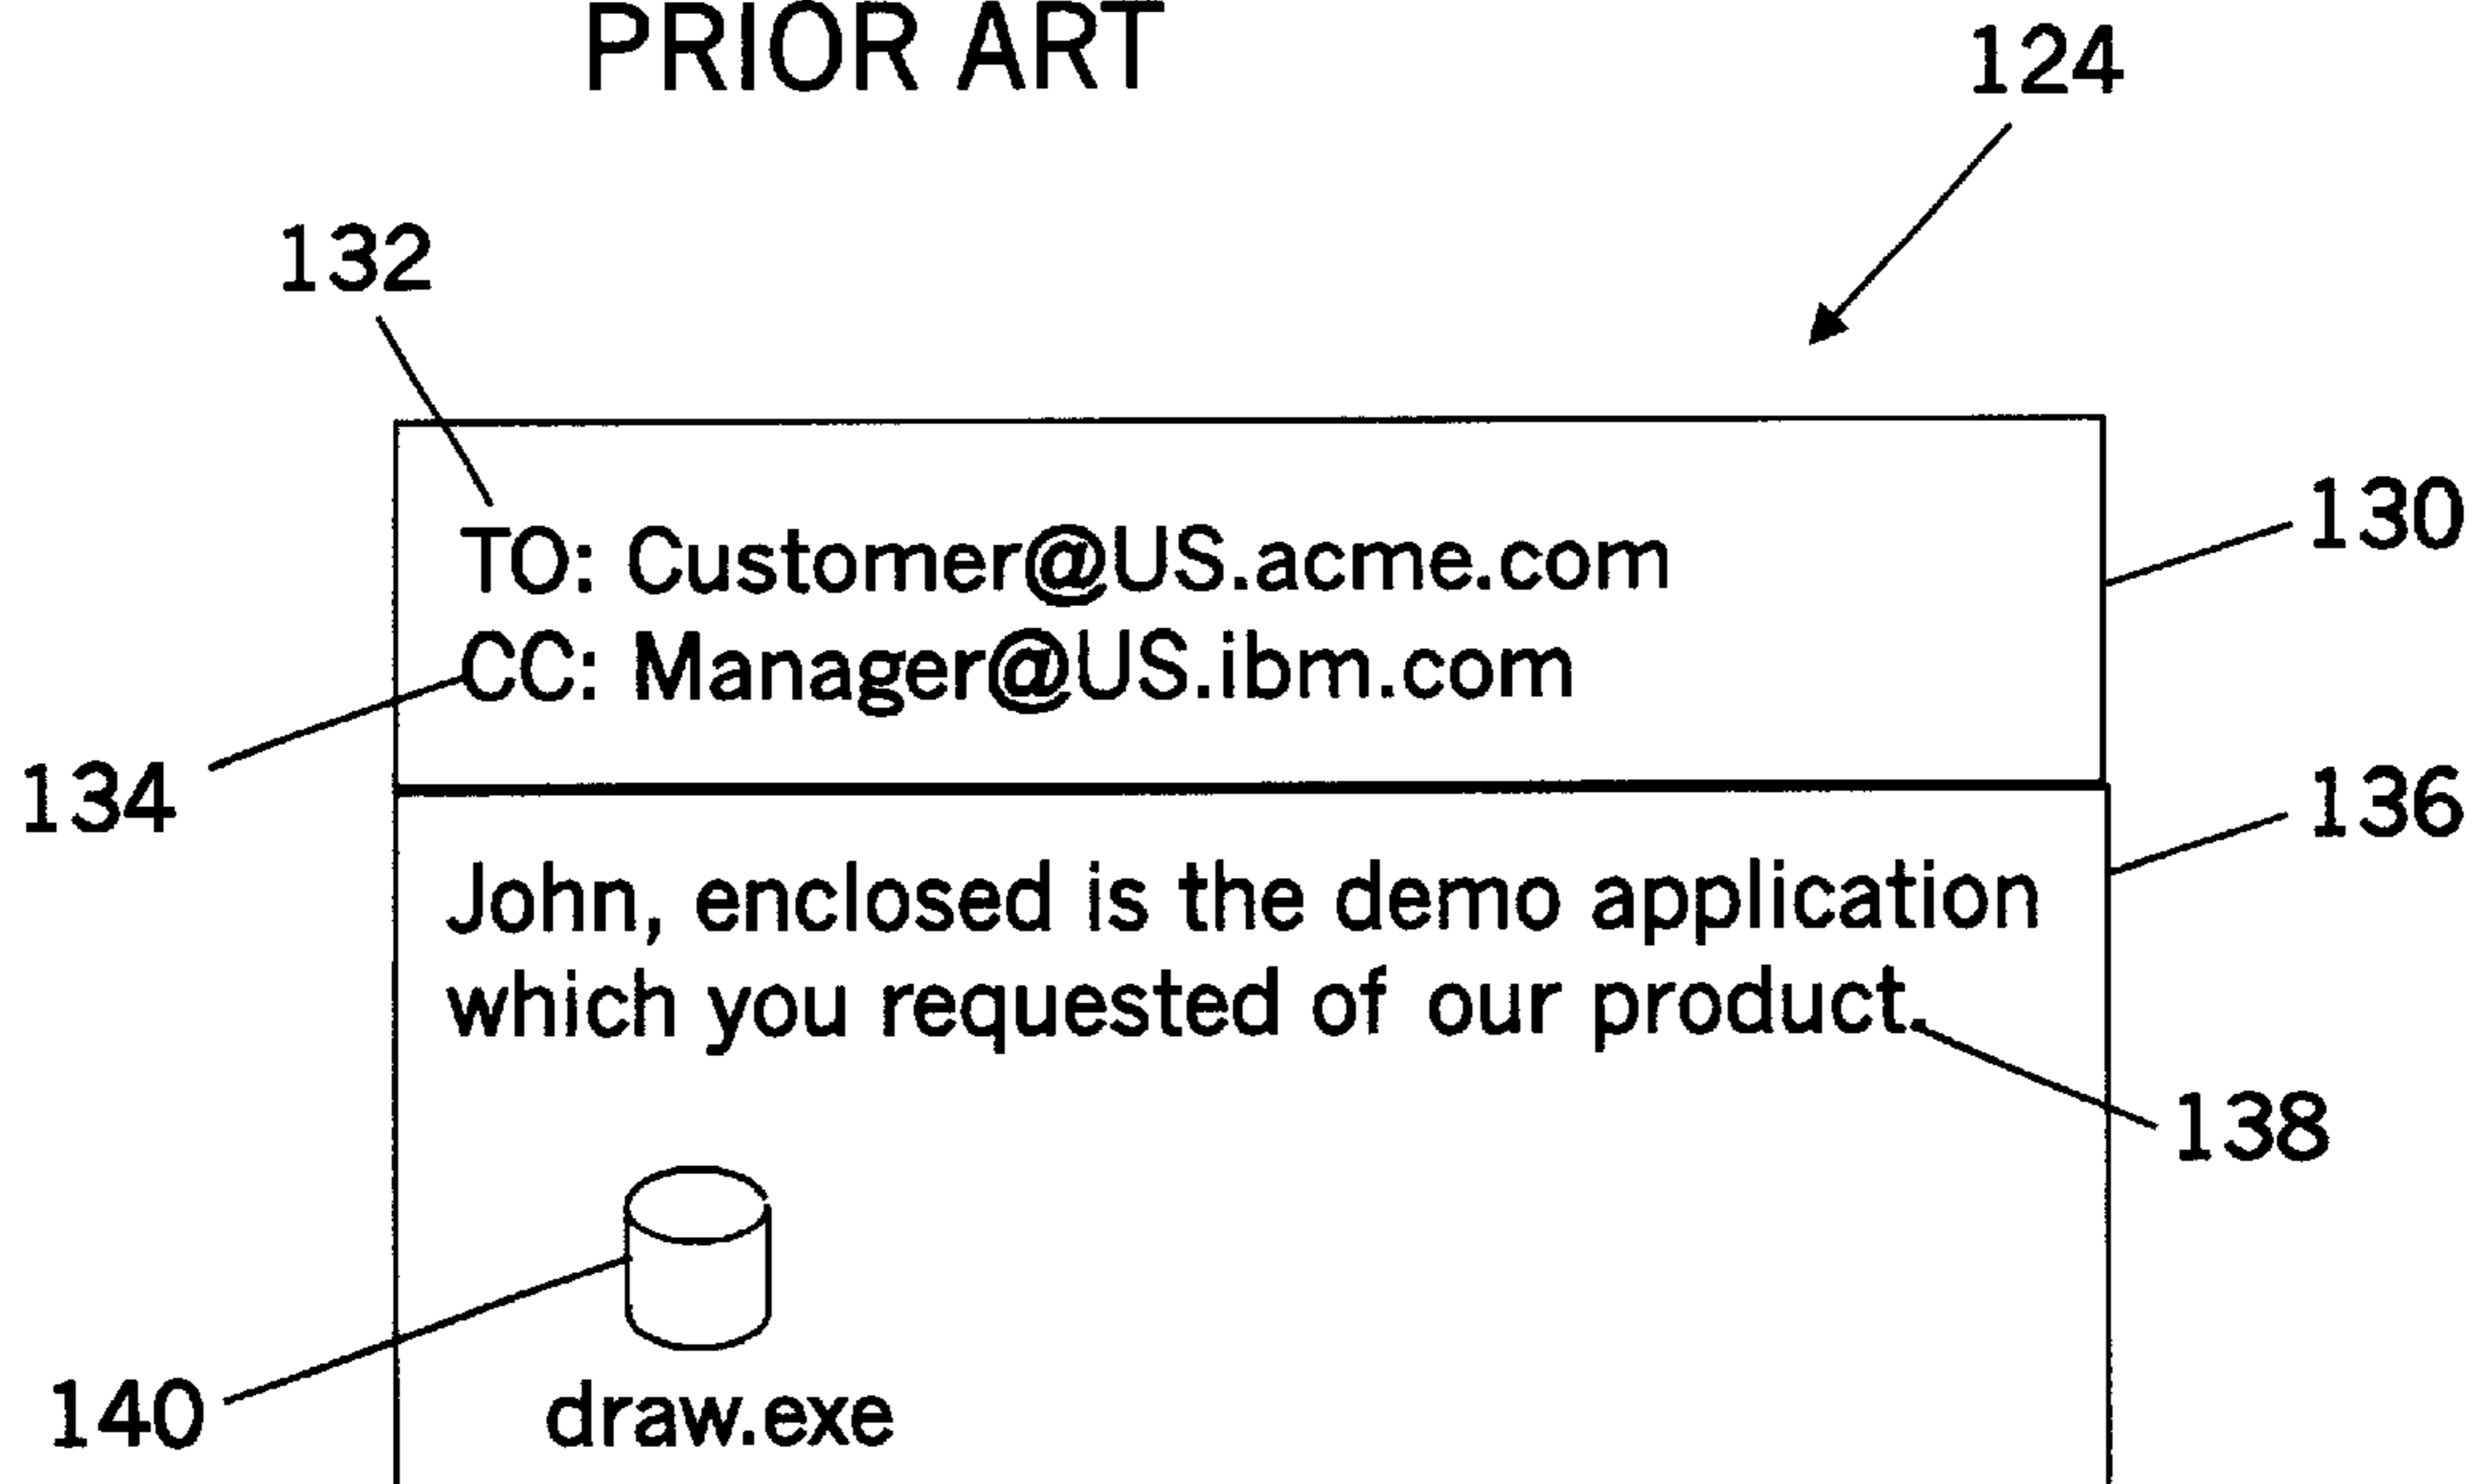 PRIOR ART
124
132
130
TO: Customer@US.acme.com
CC: Manager@US.ibm.com
134
136
John, enclosed is the demo application
which you requested of our product.
138
140
draw.exe